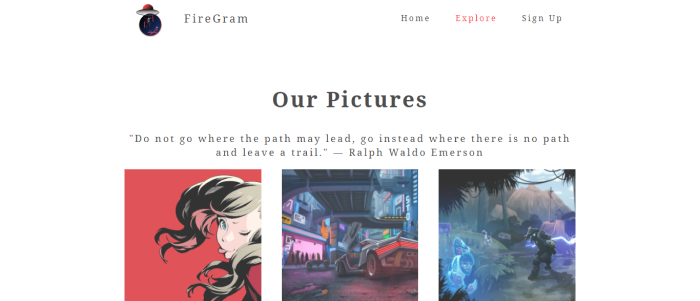 FireGram
Home Explore Sign Up
Our Pictures
"Do not go where the path may lead, go instead where there is no path
and leave a trail." — Ralph Waldo Emerson